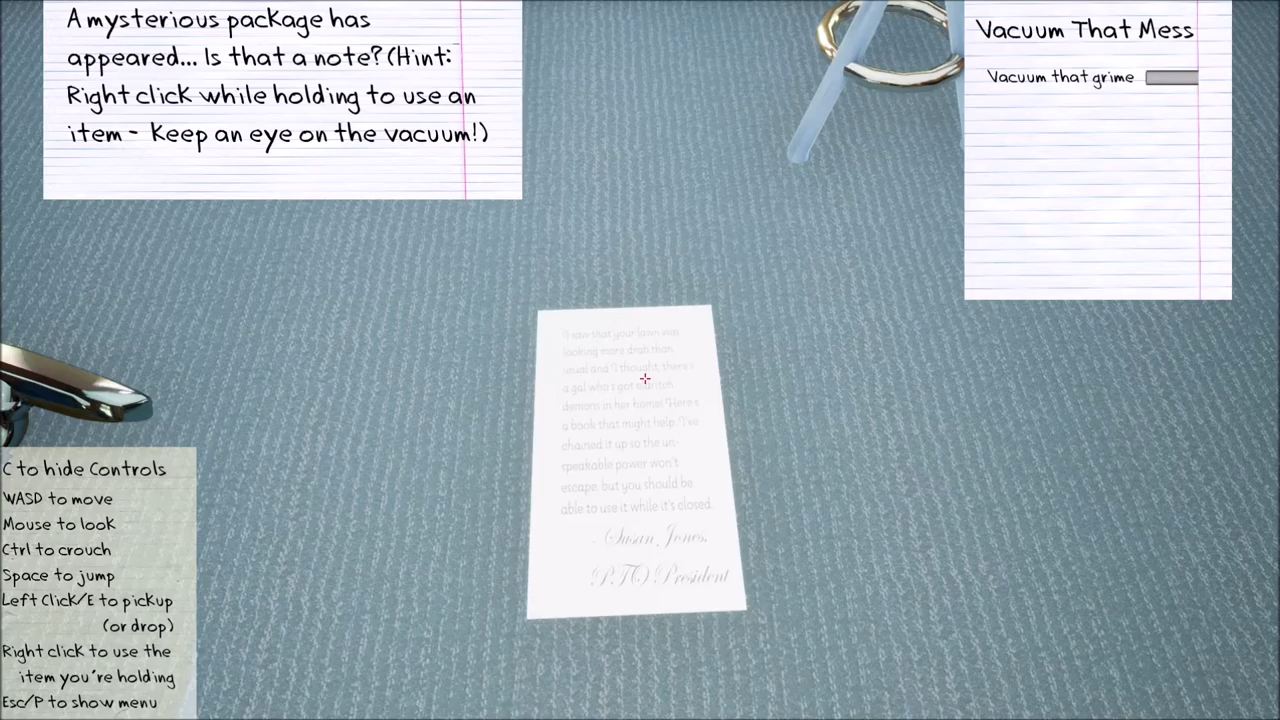 A mysterious package has
appeared... Is that a note? (Hint:
Right click while holding to use an
item - Keep an eye on the vacuum!)
Vacuum That Mess
Vacuum that grime
I saw that your lawn was
looking more drab than
usual and I thought, there's
a gal who's got eldritch
demons in her home! Here's
a book that might help. I've
chained it up so the un-
speakable power won't
escape, but you should be
able to use it while it's closed.
- Susan Jones,
PTO President
C to hide Controls
WASD to move
Mouse to look
Ctrl to crouch
Space to jump
Left Click/E to pickup
(or drop)
Right click to use the
item you're holding
Esc/P to show menu